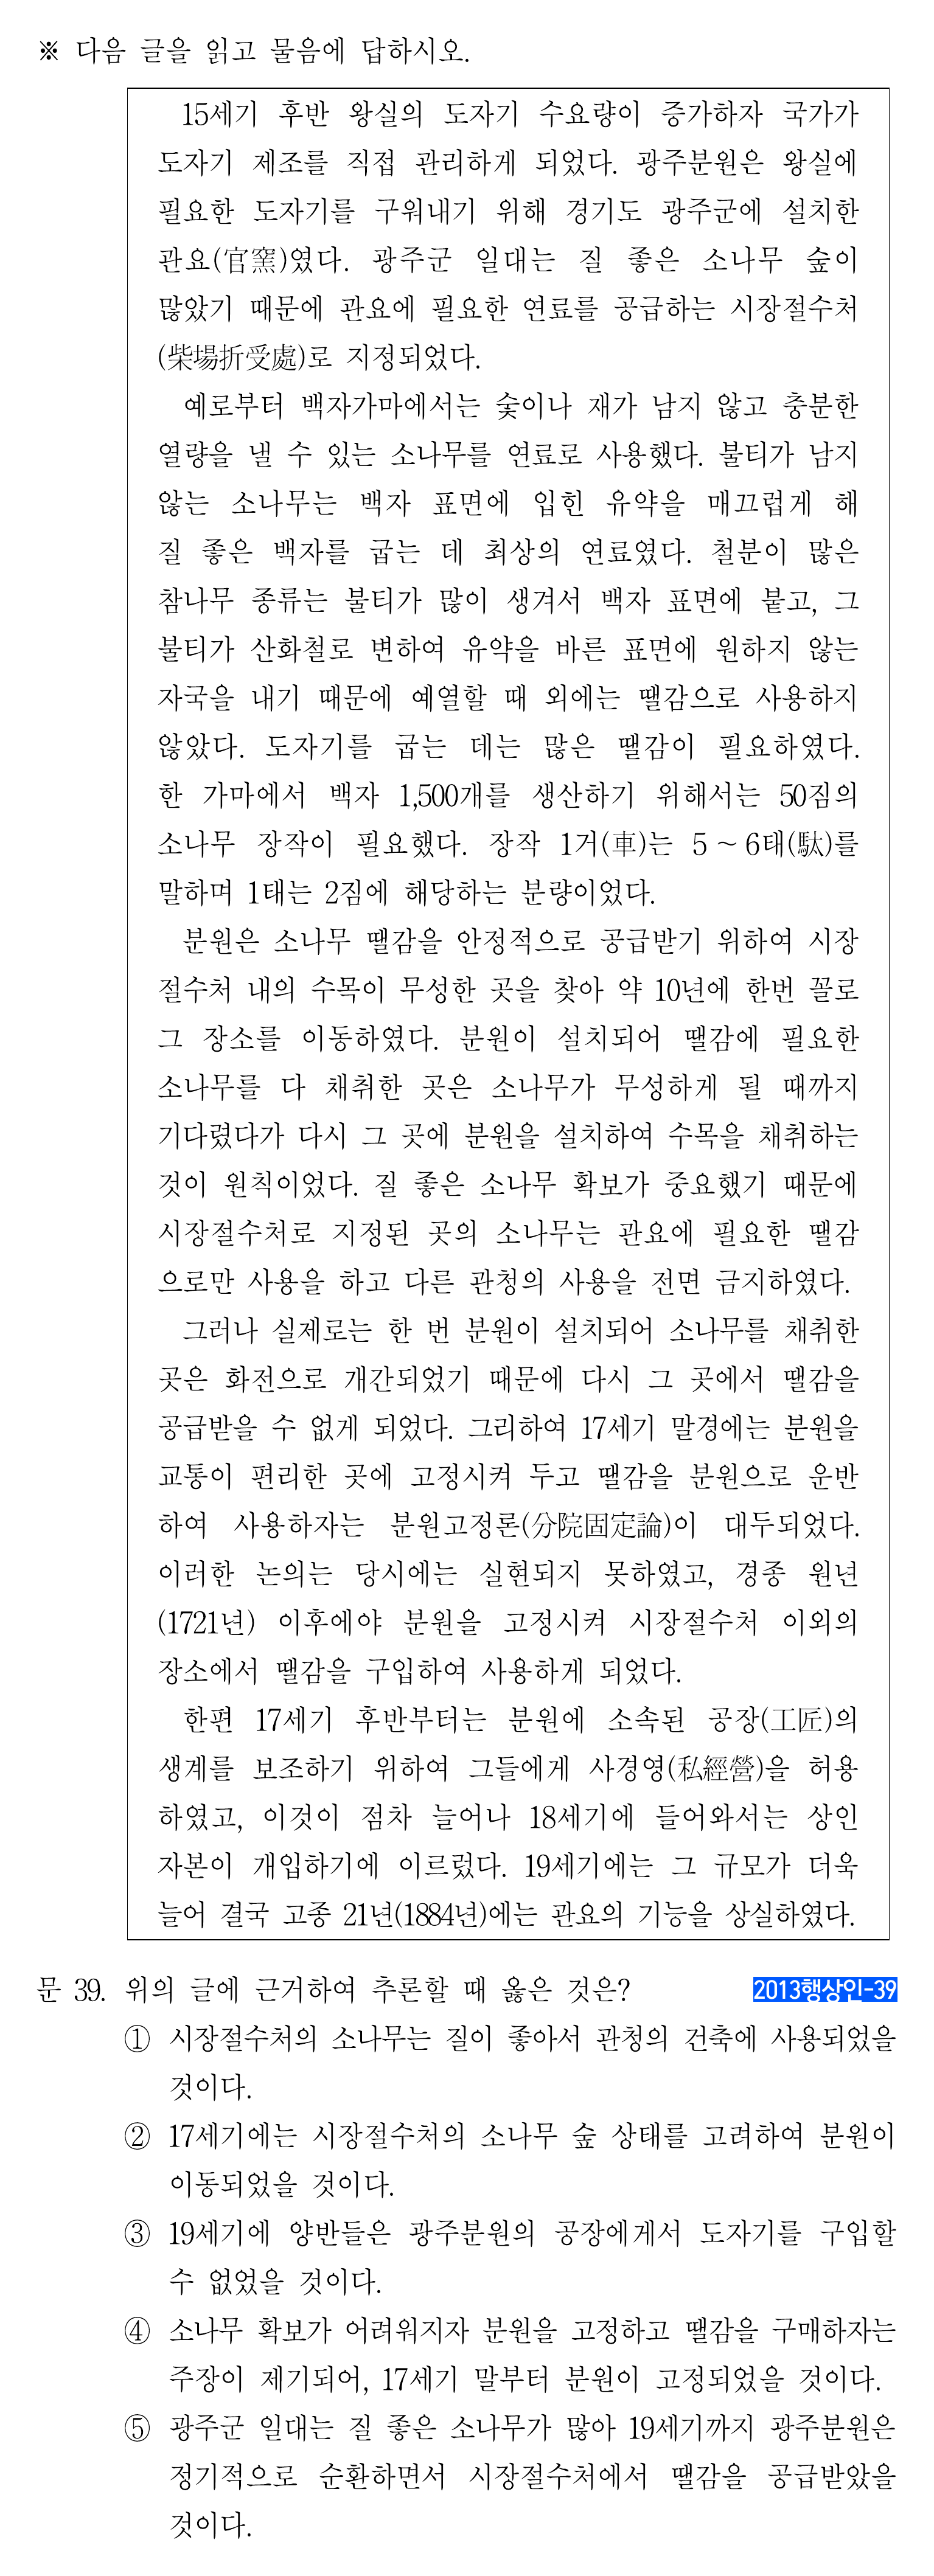 ※ 다음 글을 읽고 물음에 답하시오.
15세기 후반 왕실의 도자기 수요량이 증가하자 국가가
도자기 제조를 직접 관리하게 되었다. 광주분원은 왕실에
필요한 도자기를 구워내기 위해 경기도 광주군에 설치한
관요(官窯)였다. 광주군 일대는 질 좋은 소나무 숲이
많았기 때문에 관요에 필요한 연료를 공급하는 시장절수처
(柴場折受處)로 지정되었다.
예로부터 백자가마에서는 숯이나 재가 남지 않고 충분한
열량을 낼 수 있는 소나무를 연료로 사용했다. 불티가 남지
않는 소나무는 백자 표면에 입힌 유약을 매끄럽게 해
질 좋은 백자를 굽는 데 최상의 연료였다. 철분이 많은
참나무 종류는 불티가 많이 생겨서 백자 표면에 붙고, 그
불티가 산화철로 변하여 유약을 바른 표면에 원하지 않는
자국을 내기 때문에 예열할 때 외에는 땔감으로 사용하지
않았다. 도자기를 굽는 데는 많은 땔감이 필요하였다.
한 가마에서 백자 1,500개를 생산하기 위해서는 50짐의
소나무 장작이 필요했다. 장작 1거(車)는 5 ~ 6태(駄)를
말하며 1태는 2짐에 해당하는 분량이었다.
분원은 소나무 땔감을 안정적으로 공급받기 위하여 시장
절수처 내의 수목이 무성한 곳을 찾아 약 10년에 한번 꼴로
그 장소를 이동하였다. 분원이 설치되어 땔감에 필요한
소나무를 다 채취한 곳은 소나무가 무성하게 될 때까지
기다렸다가 다시 그 곳에 분원을 설치하여 수목을 채취하는
것이 원칙이었다. 질 좋은 소나무 확보가 중요했기 때문에
시장절수처로 지정된 곳의 소나무는 관요에 필요한 땔감
으로만 사용을 하고 다른 관청의 사용을 전면 금지하였다.
그러나 실제로는 한 번 분원이 설치되어 소나무를 채취한
곳은 화전으로 개간되었기 때문에 다시 그 곳에서 땔감을
공급받을 수 없게 되었다. 그리하여 17세기 말경에는 분원을
교통이 편리한 곳에 고정시켜 두고 땔감을 분원으로 운반
하여 사용하자는 분원고정론(分院固定論)이 대두되었다.
이러한 논의는 당시에는 실현되지 못하였고, 경종 원년
(1721년) 이후에야 분원을 고정시켜 시장절수처 이외의
장소에서 땔감을 구입하여 사용하게 되었다.
한편 17세기 후반부터는 분원에 소속된 공장(工匠)의
생계를 보조하기 위하여 그들에게 사경영(私經營)을 허용
하였고, 이것이 점차 늘어나 18세기에 들어와서는 상인
자본이 개입하기에 이르렀다. 19세기에는 그 규모가 더욱
늘어 결국 고종 21년(1884년)에는 관요의 기능을 상실하였다.
문 39. 위의 글에 근거하여 추론할 때 옳은 것은? 2013행상인-39
① 시장절수처의 소나무는 질이 좋아서 관청의 건축에 사용되었을
것이다.
② 17세기에는 시장절수처의 소나무 숲 상태를 고려하여 분원이
이동되었을 것이다.
③ 19세기에 양반들은 광주분원의 공장에게서 도자기를 구입할
수 없었을 것이다.
④ 소나무 확보가 어려워지자 분원을 고정하고 땔감을 구매하자는
주장이 제기되어, 17세기 말부터 분원이 고정되었을 것이다.
⑤ 광주군 일대는 질 좋은 소나무가 많아 19세기까지 광주분원은
정기적으로 순환하면서 시장절수처에서 땔감을 공급받았을
것이다.